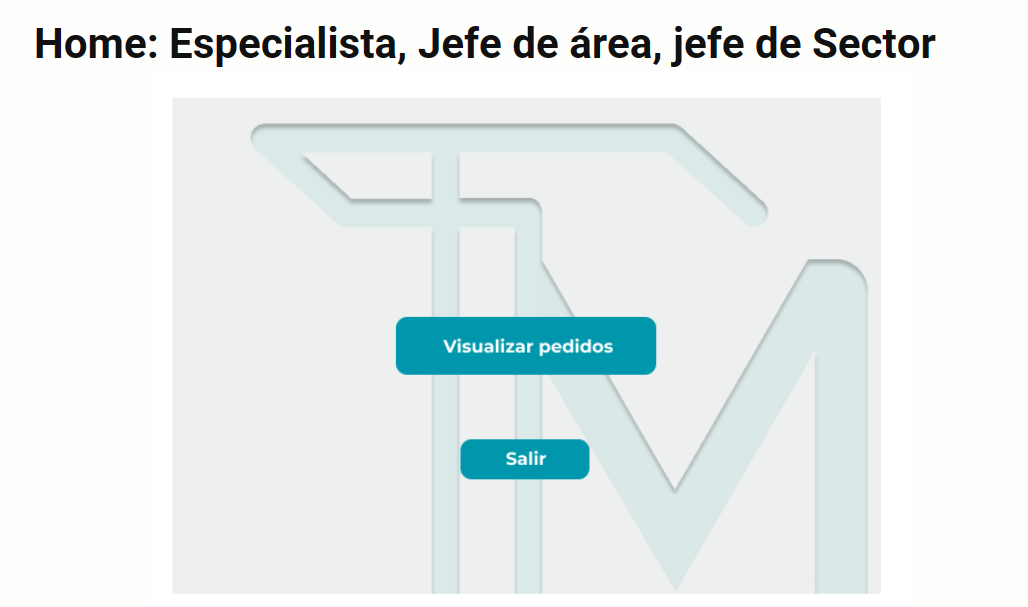 Home: Especialista, Jefe de área, jefe de Sector
Visualizar pedidos
Salir